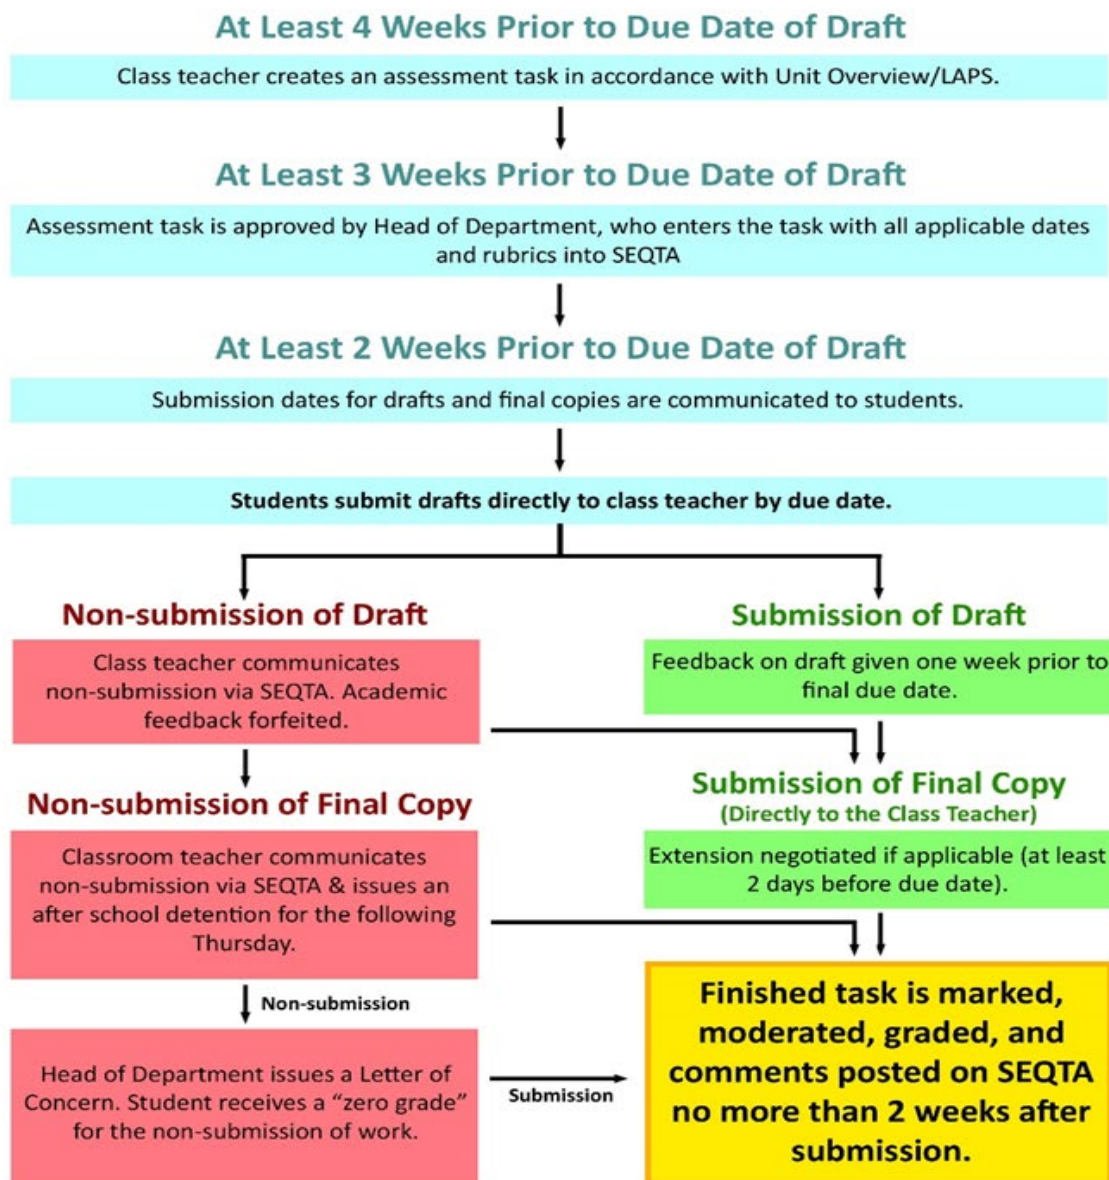 At Least 4 Weeks Prior to Due Date of Draft
Class teacher creates an assessment task in accordance with Unit Overview/LAPS.
At Least 3 Weeks Prior to Due Date of Draft
Assessment task is approved by Head of Department, who enters the task with all applicable dates
and rubrics into SEQTA
At Least 2 Weeks Prior to Due Date of Draft
Submission dates for drafts and final copies are communicated to students.
Students submit drafts directly to class teacher by due date.
Non-submission of Draft
Class teacher communicates
non-submission via SEQTA. Academic
feedback forfeited.
Submission of Draft
Feedback on draft given one week prior to
final due date.
Non-submission of Final Copy
Classroom teacher communicates
non-submission via SEQTA & issues an
after school detention for the following
Thursday.
Submission of Final Copy
(Directly to the Class Teacher)
Extension negotiated if applicable (at least
2 days before due date).
Non-submission
Head of Department issues a Letter of
Concern. Student receives a “zero grade”
for the non-submission of work.
Submission
Finished task is marked,
moderated, graded, and
comments posted on SEQTA
no more than 2 weeks after
submission.